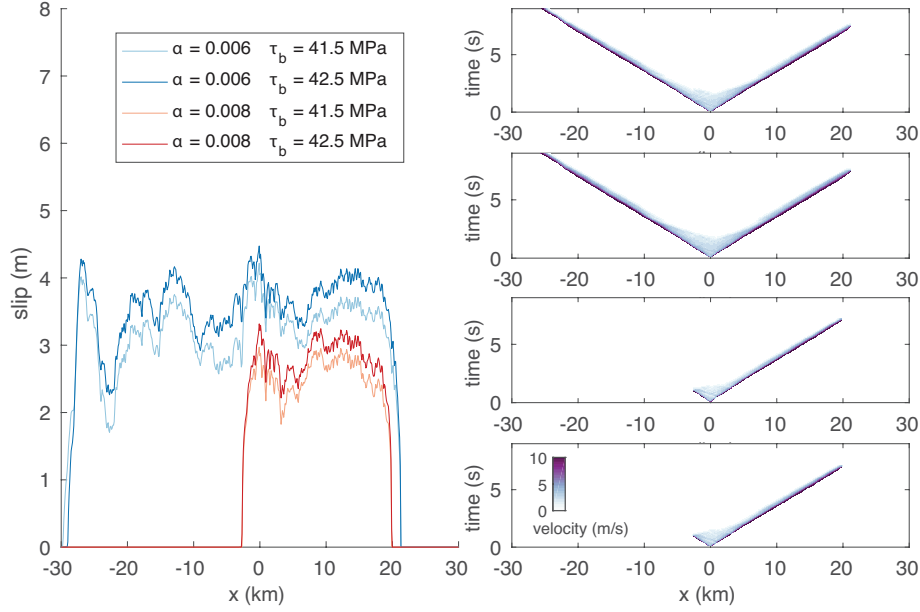 8
7
6
5
4
3
2
1
0
slip (m)
-30 -20 -10 0 10 20 30
x (km)
α = 0.006 τb = 41.5 MPa
α = 0.006 τb = 42.5 MPa
α = 0.008 τb = 41.5 MPa
α = 0.008 τb = 42.5 MPa
time (s)
5
0
-30 -20 -10 0 10 20 30
time (s)
5
0
-30 -20 -10 0 10 20 30
time (s)
5
0
-30 -20 -10 0 10 20 30
time (s)
5
0
10
5
0
velocity (m/s)
-30 -20 -10 0 10 20 30
x (km)